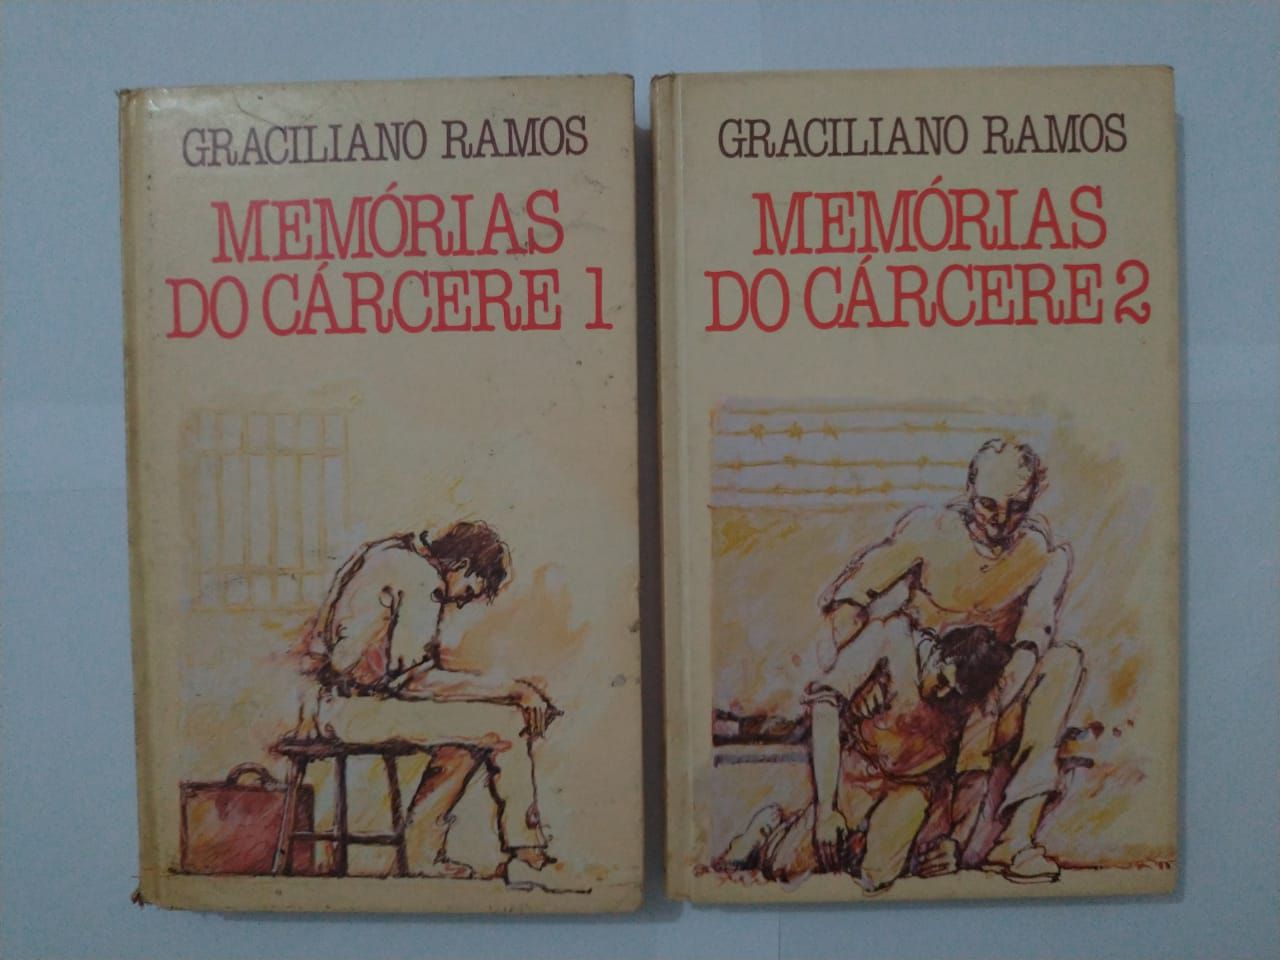 GRACILIANO RAMOS
MEMÓRIAS
DO CÁRCERE 1
GRACILIANO RAMOS
MEMÓRIAS
DO CÁRCERE 2